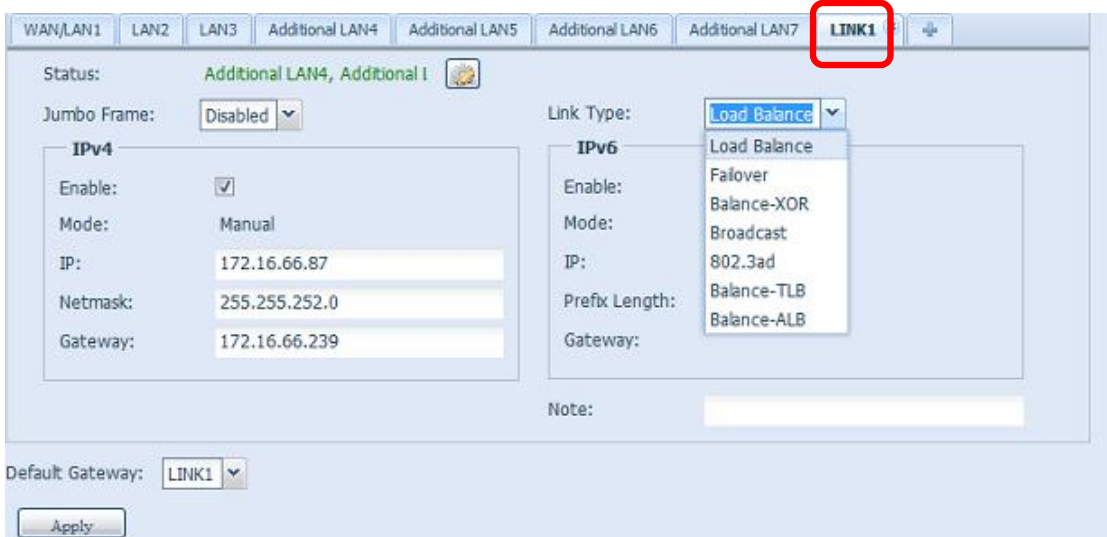 WAN/LAN1 LAN2 LAN3 Additional LAN4 Additional LAN5 Additional LAN6 Additional LAN7 LINK1
Status: Additional LAN4, Additional l
Jumbo Frame: Disabled Link Type: Load Balance
IPv4 IPv6 Load Balance
Enable: Enable: Failover
Balance-XOR
Mode: Manual Mode: Broadcast
IP: 172.16.66.87 IP: 802.3ad
Netmask: 255.255.252.0 Prefix Length: Balance-TLB
Balance-ALB
Gateway: 172.16.66.239 Gateway:
Note:
Default Gateway: LINK1
Apply